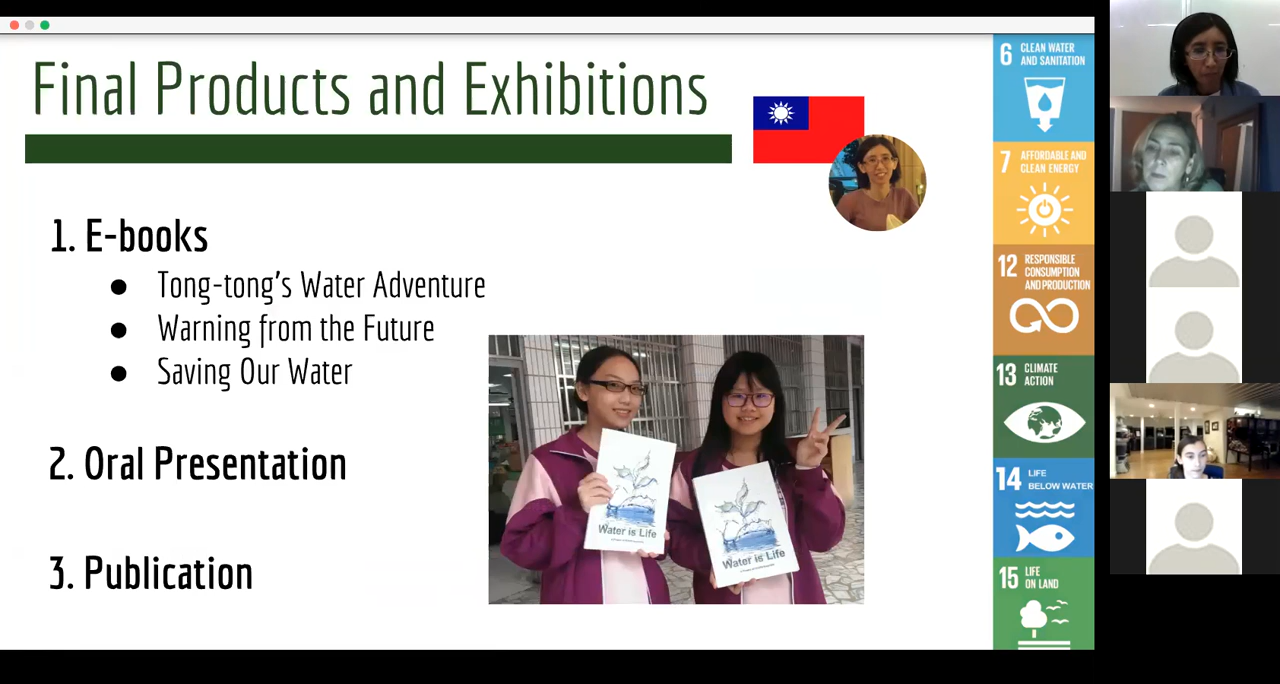 Final Products and Exhibitions
1. E-books
● Tong-tong's Water Adventure
● Warning from the Future
● Saving Our Water
2. Oral Presentation
3. Publication
Water is Life
Water is Life
6 CLEAN WATER
AND SANITATION
7 AFFORDABLE AND
CLEAN ENERGY
12 RESPONSIBLE
CONSUMPTION
AND PRODUCTION
13 CLIMATE
ACTION
14 LIFE
BELOW WATER
15 LIFE
ON LAND